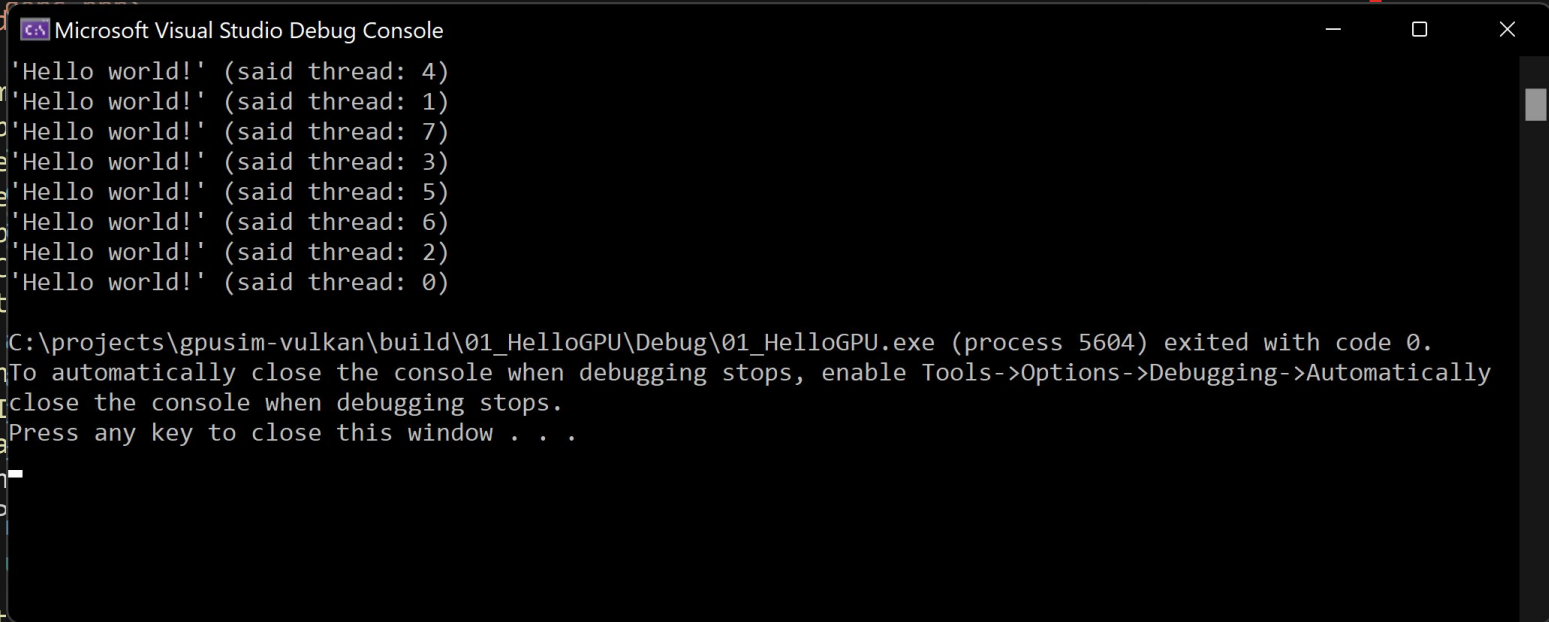 Microsoft Visual Studio Debug Console
'Hello world!' (said thread: 4)
'Hello world!' (said thread: 1)
'Hello world!' (said thread: 7)
'Hello world!' (said thread: 3)
'Hello world!' (said thread: 5)
'Hello world!' (said thread: 6)
'Hello world!' (said thread: 2)
'Hello world!' (said thread: 0)
C:\projects\gpusim-vulkan\build\01_HelloGPU\Debug\01_HelloGPU.exe (process 5604) exited with code 0.
To automatically close the console when debugging stops, enable Tools->Options->Debugging->Automatically
close the console when debugging stops.
Press any key to close this window . . .